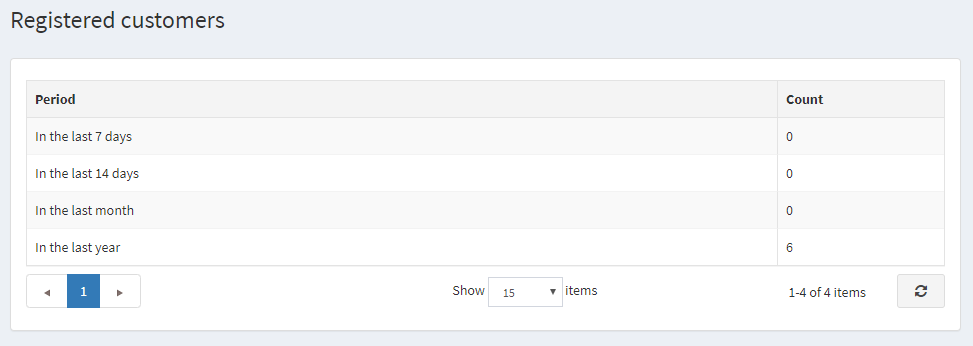 Registered customers
Period Count
In the last 7 days 0
In the last 14 days 0
In the last month 0
In the last year 6
1 Show 15 items 1-4 of 4 items